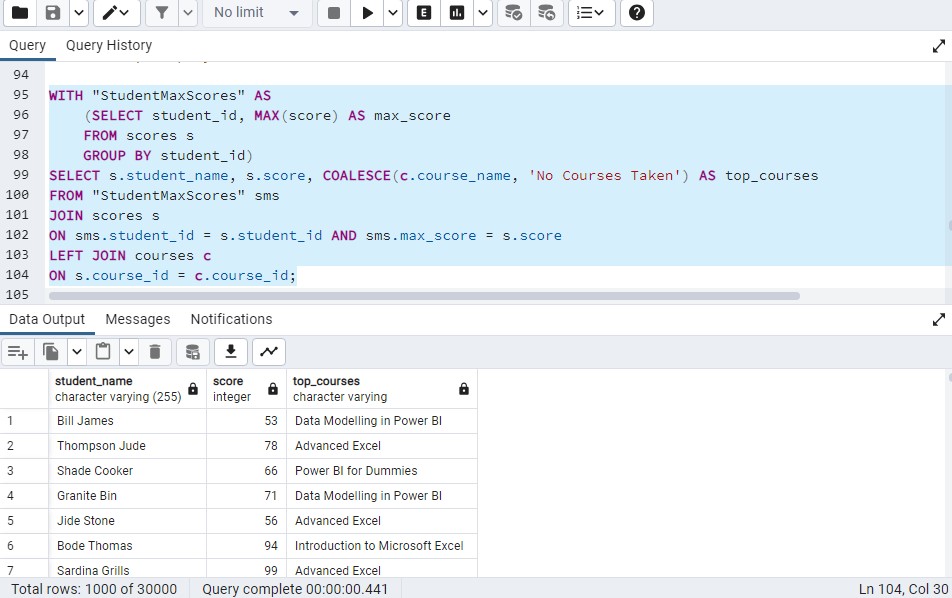 No limit
E
Query Query History
94
95 WITH "StudentMaxScores" AS
96 (SELECT student_id, MAX(score) AS max_score
97 FROM scores s
98 GROUP BY student_id)
99 SELECT s.student_name, s.score, COALESCE(c.course_name, 'No Courses Taken') AS top_courses
100 FROM "StudentMaxScores" sms
101 JOIN scores s
102 ON sms.student_id = s.student_id AND sms.max_score = s.score
103 LEFT JOIN courses c
104 ON s.course_id = c.course_id;
105
Data Output Messages Notifications
student_name score top_courses
character varying (255) integer character varying
1 Bill James 53 Data Modelling in Power BI
2 Thompson Jude 78 Advanced Excel
3 Shade Cooker 66 Power BI for Dummies
4 Granite Bin 71 Data Modelling in Power BI
5 Jide Stone 56 Advanced Excel
6 Bode Thomas 94 Introduction to Microsoft Excel
7 Sardina Grills 99 Advanced Excel
Total rows: 1000 of 30000 Query complete 00:00:00.441 Ln 104, Col 30